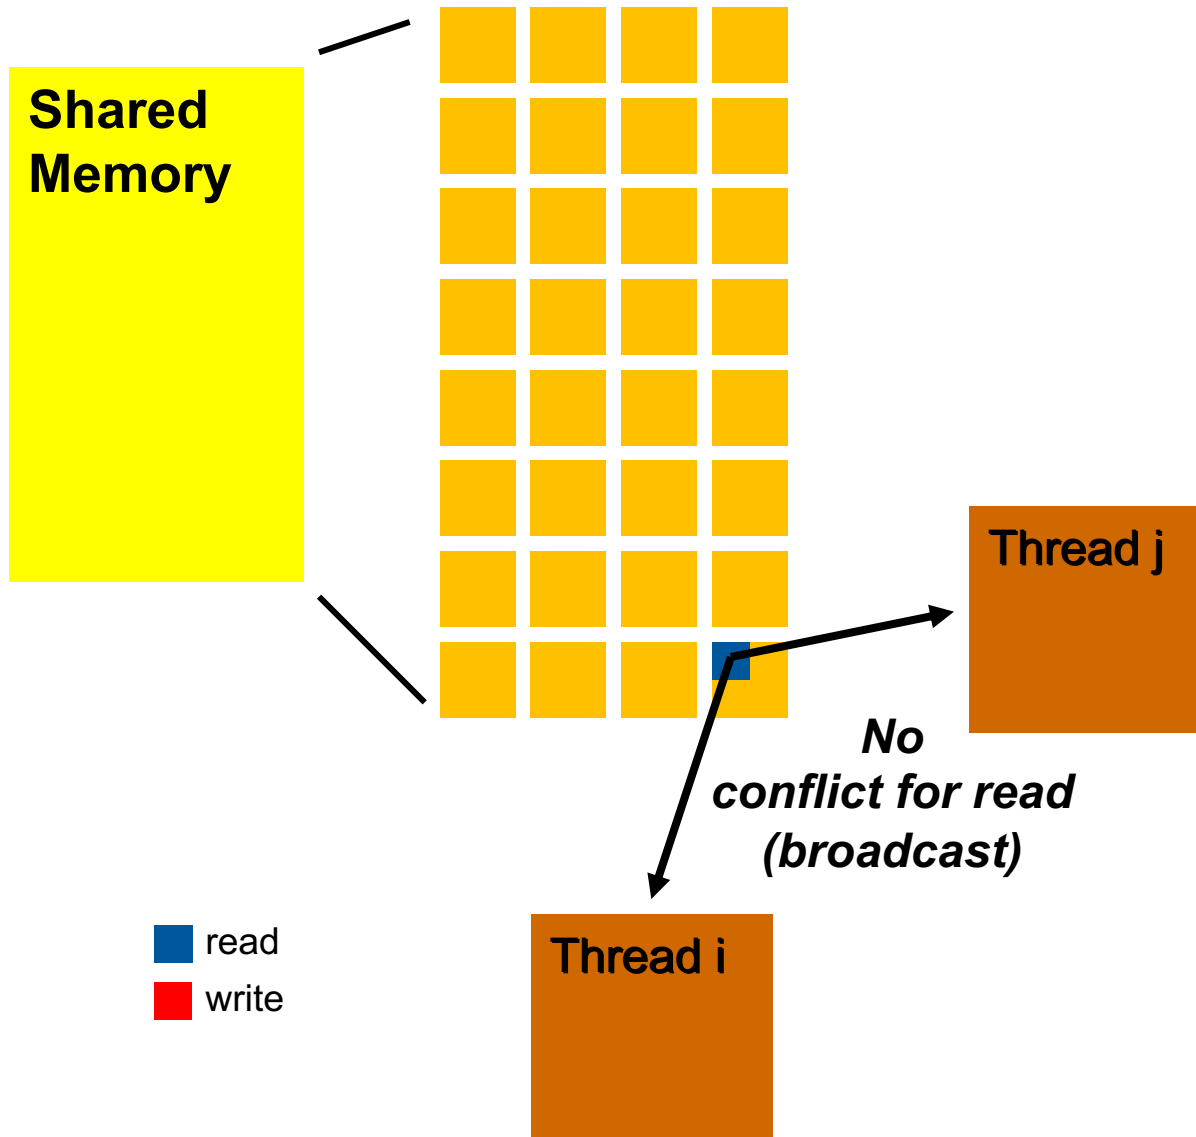 Shared
Memory
Thread j
No
conflict for read
(broadcast)
read
write
Thread i